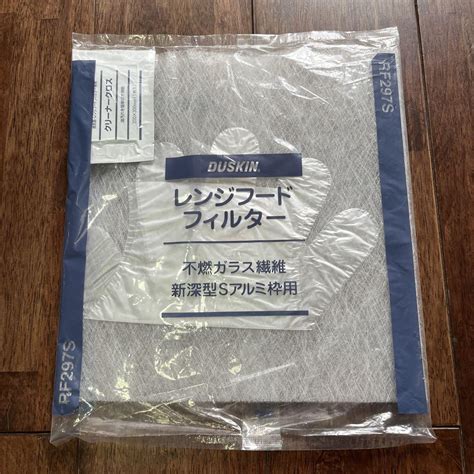 クリーナークロス
RF297S
DUSKIN
レンジフード
フィルター
不燃ガラス繊維
新深型Sアルミ枠用
RF297S